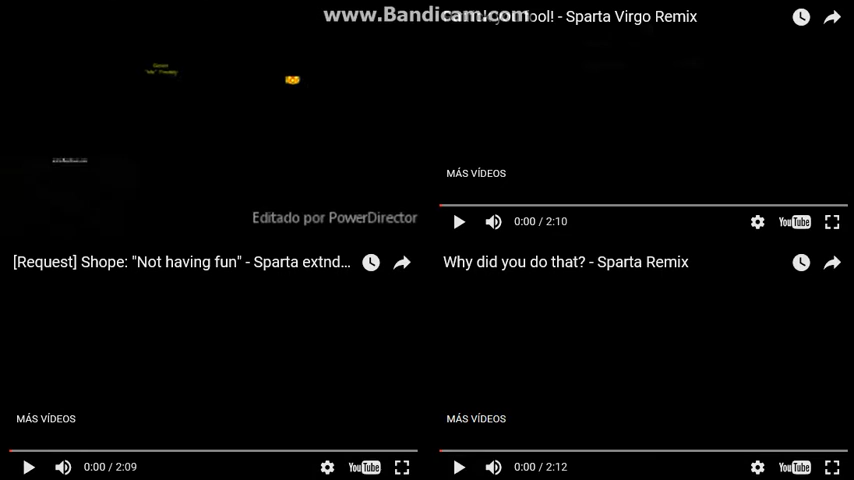 www.Bandicam.com
ool! - Sparta Virgo Remix
MÁS VÍDEOS
Editado por PowerDirector
0:00 / 2:10
YouTube
[Request] Shope: "Not having fun" - Sparta extnd...
Why did you do that? - Sparta Remix
MÁS VÍDEOS
MÁS VÍDEOS
0:00 / 2:09
YouTube
0:00 / 2:12
YouTube